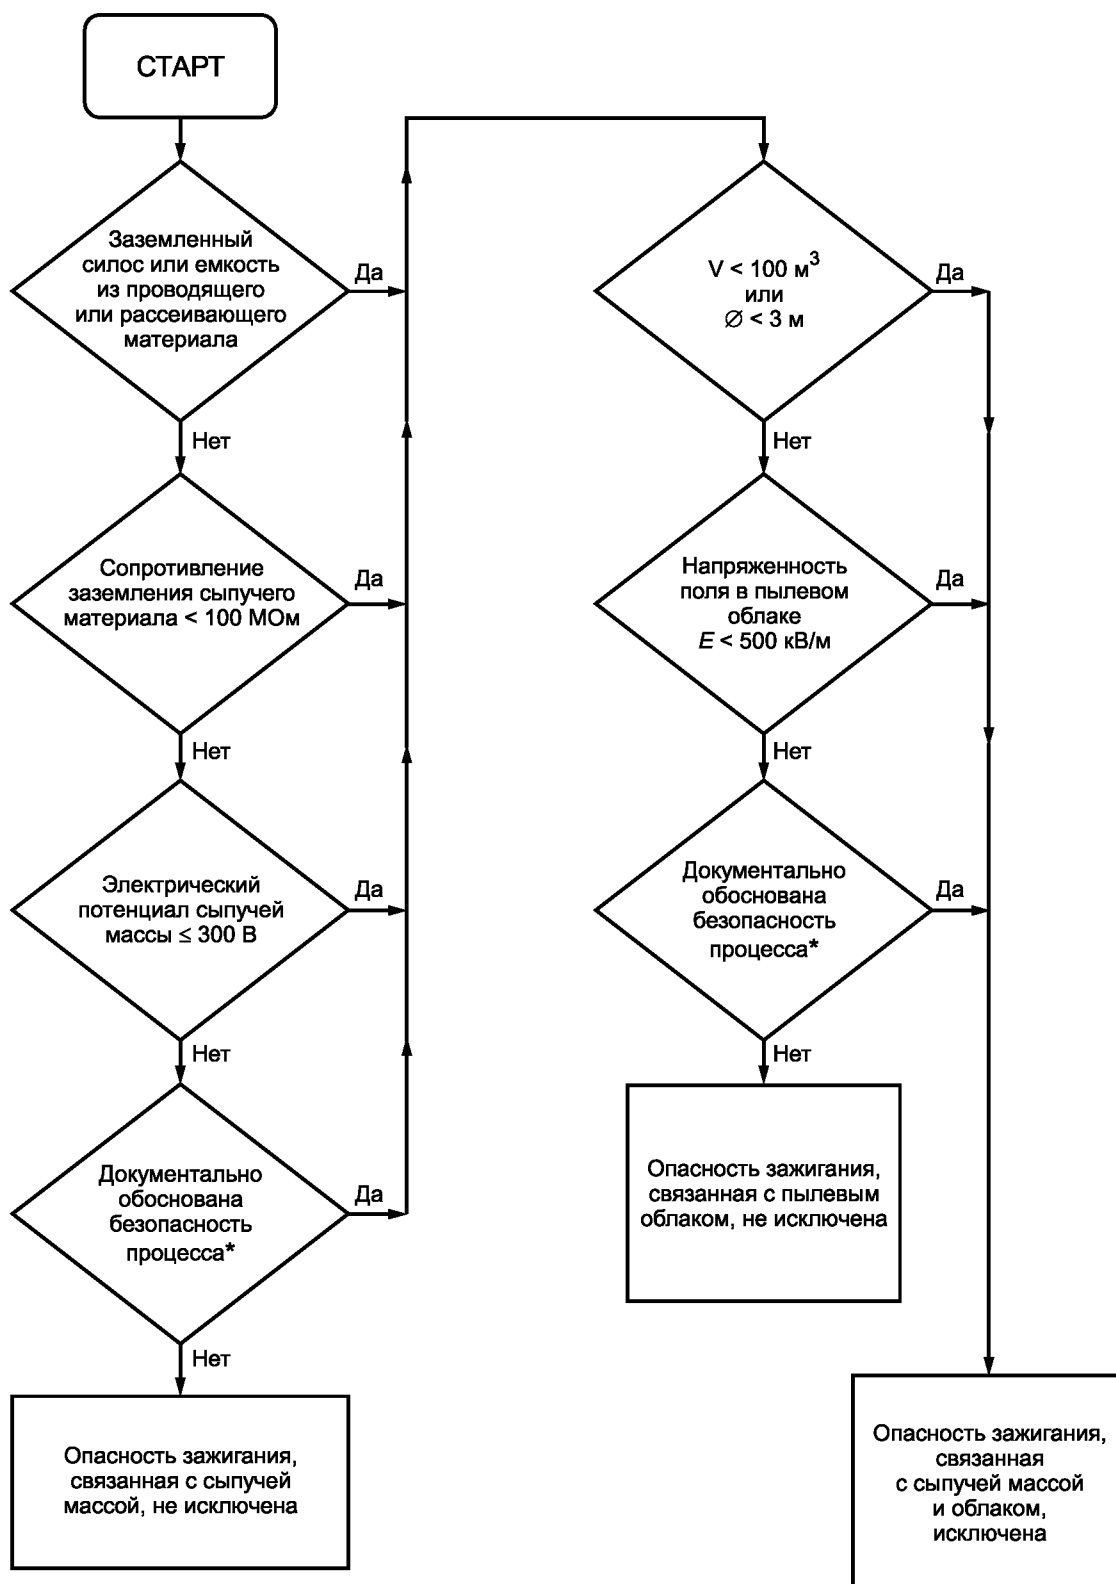 СТАРТ
Заземленный
силос или емкость
из проводящего
или рассеивающего
материала
Да
Нет
Сопротивление
заземления сыпучего
материала < 100 МОм
Да
Нет
Электрический
потенциал сыпучей
массы ≤ 300 В
Да
Нет
Документально
обоснована
безопасность
процесса*
Да
Нет
Опасность зажигания,
связанная с сыпучей
массой, не исключена
V < 100 м³
или
∅ < 3 м
Да
Нет
Напряженность
поля в пылевом
облаке
E < 500 кВ/м
Да
Нет
Документально
обоснована
безопасность
процесса*
Да
Нет
Опасность зажигания,
связанная с пылевым
облаком, не исключена
Опасность зажигания,
связанная
с сыпучей массой
и облаком,
исключена